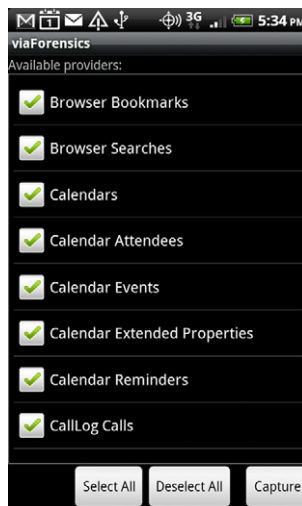 3G 5:34 PM
viaForensics
Available providers:
Browser Bookmarks
Browser Searches
Calendars
Calendar Attendees
Calendar Events
Calendar Extended Properties
Calendar Reminders
CallLog Calls
Select All Deselect All Capture